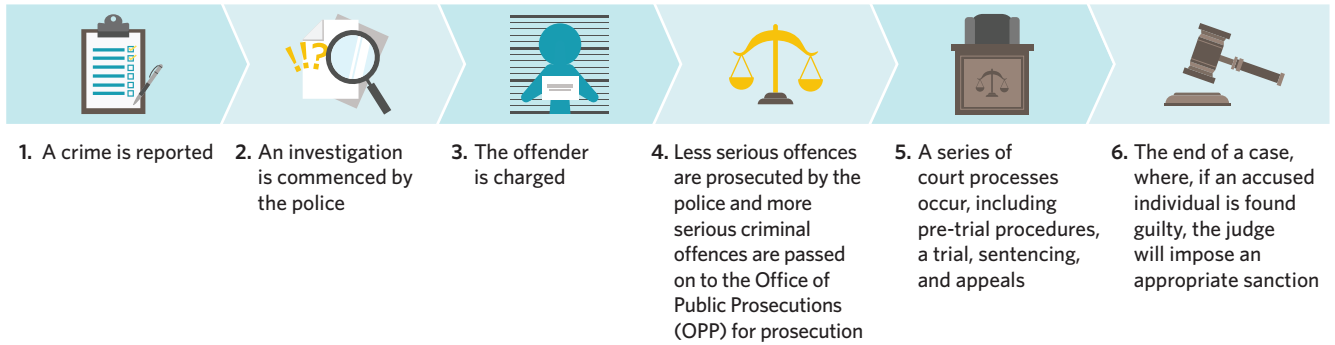 !!?
1. A crime is reported
2. An investigation
is commenced by
the police
3. The offender
is charged
4. Less serious offences
are prosecuted by the
police and more
serious criminal
offences are passed
on to the Office of
Public Prosecutions
(OPP) for prosecution
5. A series of
court processes
occur, including
pre-trial procedures,
a trial, sentencing,
and appeals
6. The end of a case,
where, if an accused
individual is found
guilty, the judge
will impose an
appropriate sanction